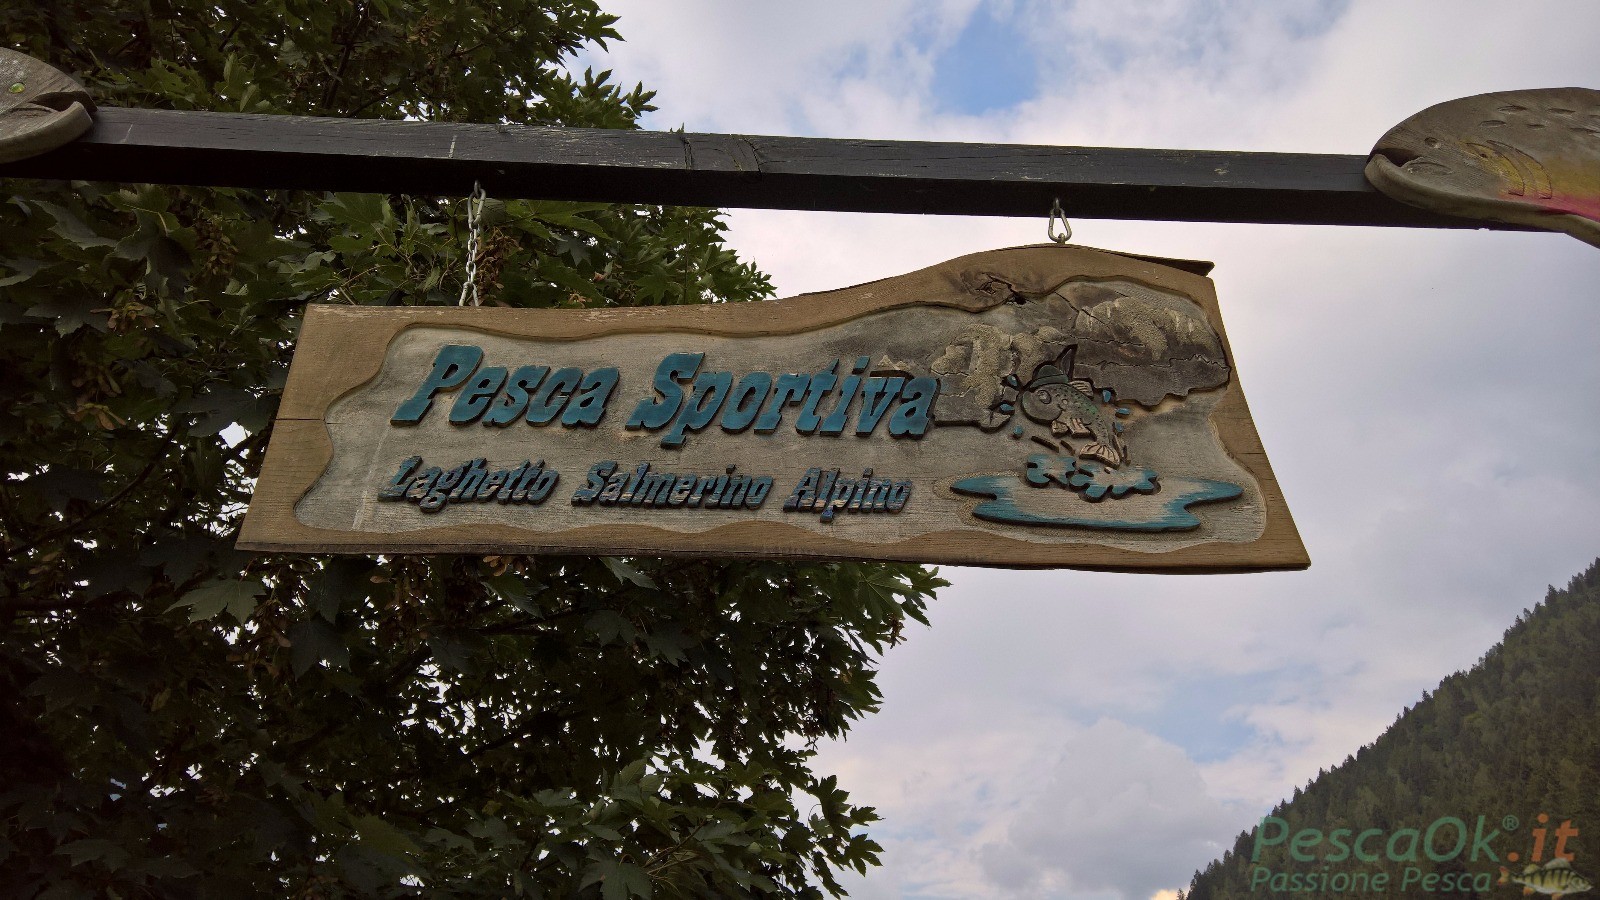 Pesca Sportiva
Laghetto Salmerino Alpino
PescaOk®.it
Passione Pesca